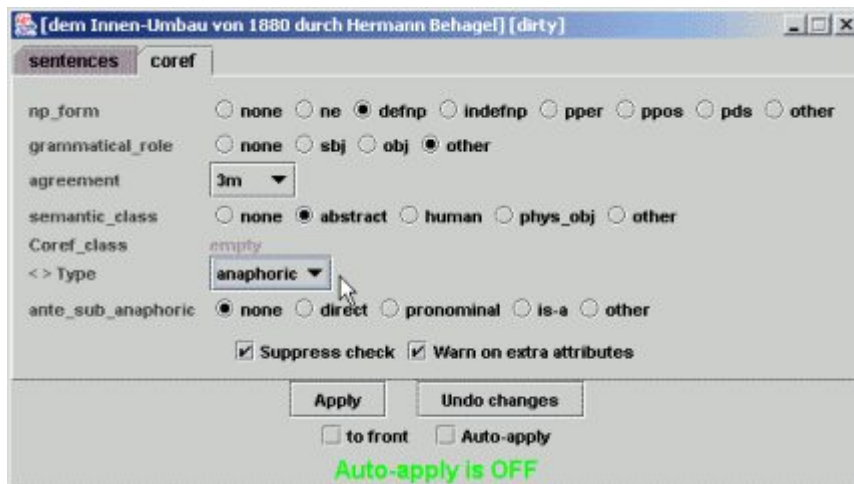 [dem Innen-Umbau von 1880 durch Hermann Behagel] [dirty]
sentences coref
np_form none ne defnp indefnp pper ppos pds other
grammatical_role none sbj obj other
agreement 3m
semantic_class none abstract human phys_obj other
Coref_class empty
< > Type anaphoric
ante_sub_anaphoric none direct pronominal is-a other
Suppress check Warn on extra attributes
Apply Undo changes
to front Auto-apply
Auto-apply is OFF